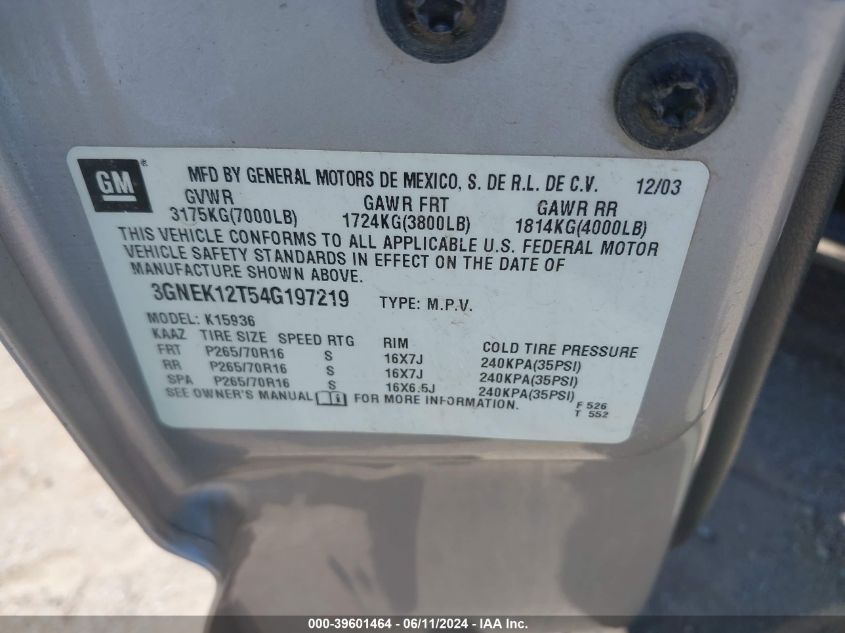 GM ®
MFD BY GENERAL MOTORS DE MEXICO, S. DE R.L. DE C.V. 12/03
GVWR GAWR FRT GAWR RR
3175KG(7000LB) 1724KG(3800LB) 1814KG(4000LB)
THIS VEHICLE CONFORMS TO ALL APPLICABLE U.S. FEDERAL MOTOR
VEHICLE SAFETY STANDARDS IN EFFECT ON THE DATE OF
MANUFACTURE SHOWN ABOVE.
3GNEK12T54G197219 TYPE: M.P.V.
MODEL: K15936
KAAZ TIRE SIZE SPEED RTG RIM COLD TIRE PRESSURE
FRT P265/70R16 S 16X7J 240KPA(35PSI)
RR P265/70R16 S 16X7J 240KPA(35PSI)
SPA P265/70R16 S 16X6.5J 240KPA(35PSI)
SEE OWNER'S MANUAL FOR MORE INFORMATION.
F 526
T 552
000-39601464 - 06/11/2024 - IAA Inc.